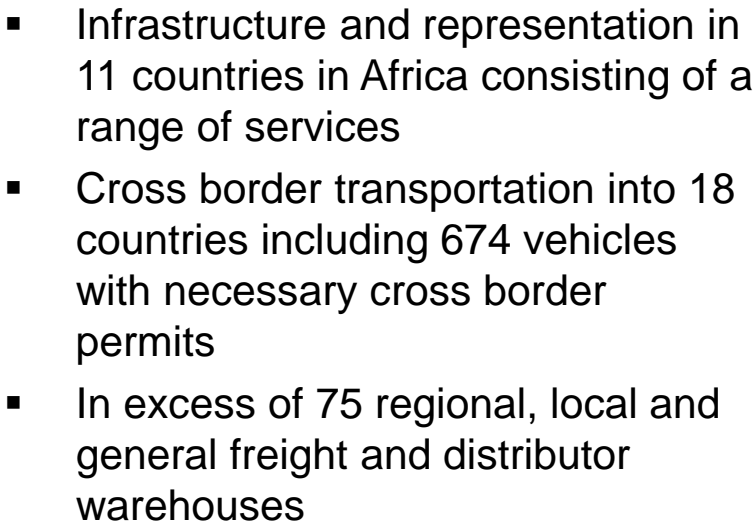 ▪ Infrastructure and representation in
11 countries in Africa consisting of a
range of services
▪ Cross border transportation into 18
countries including 674 vehicles
with necessary cross border
permits
▪ In excess of 75 regional, local and
general freight and distributor
warehouses